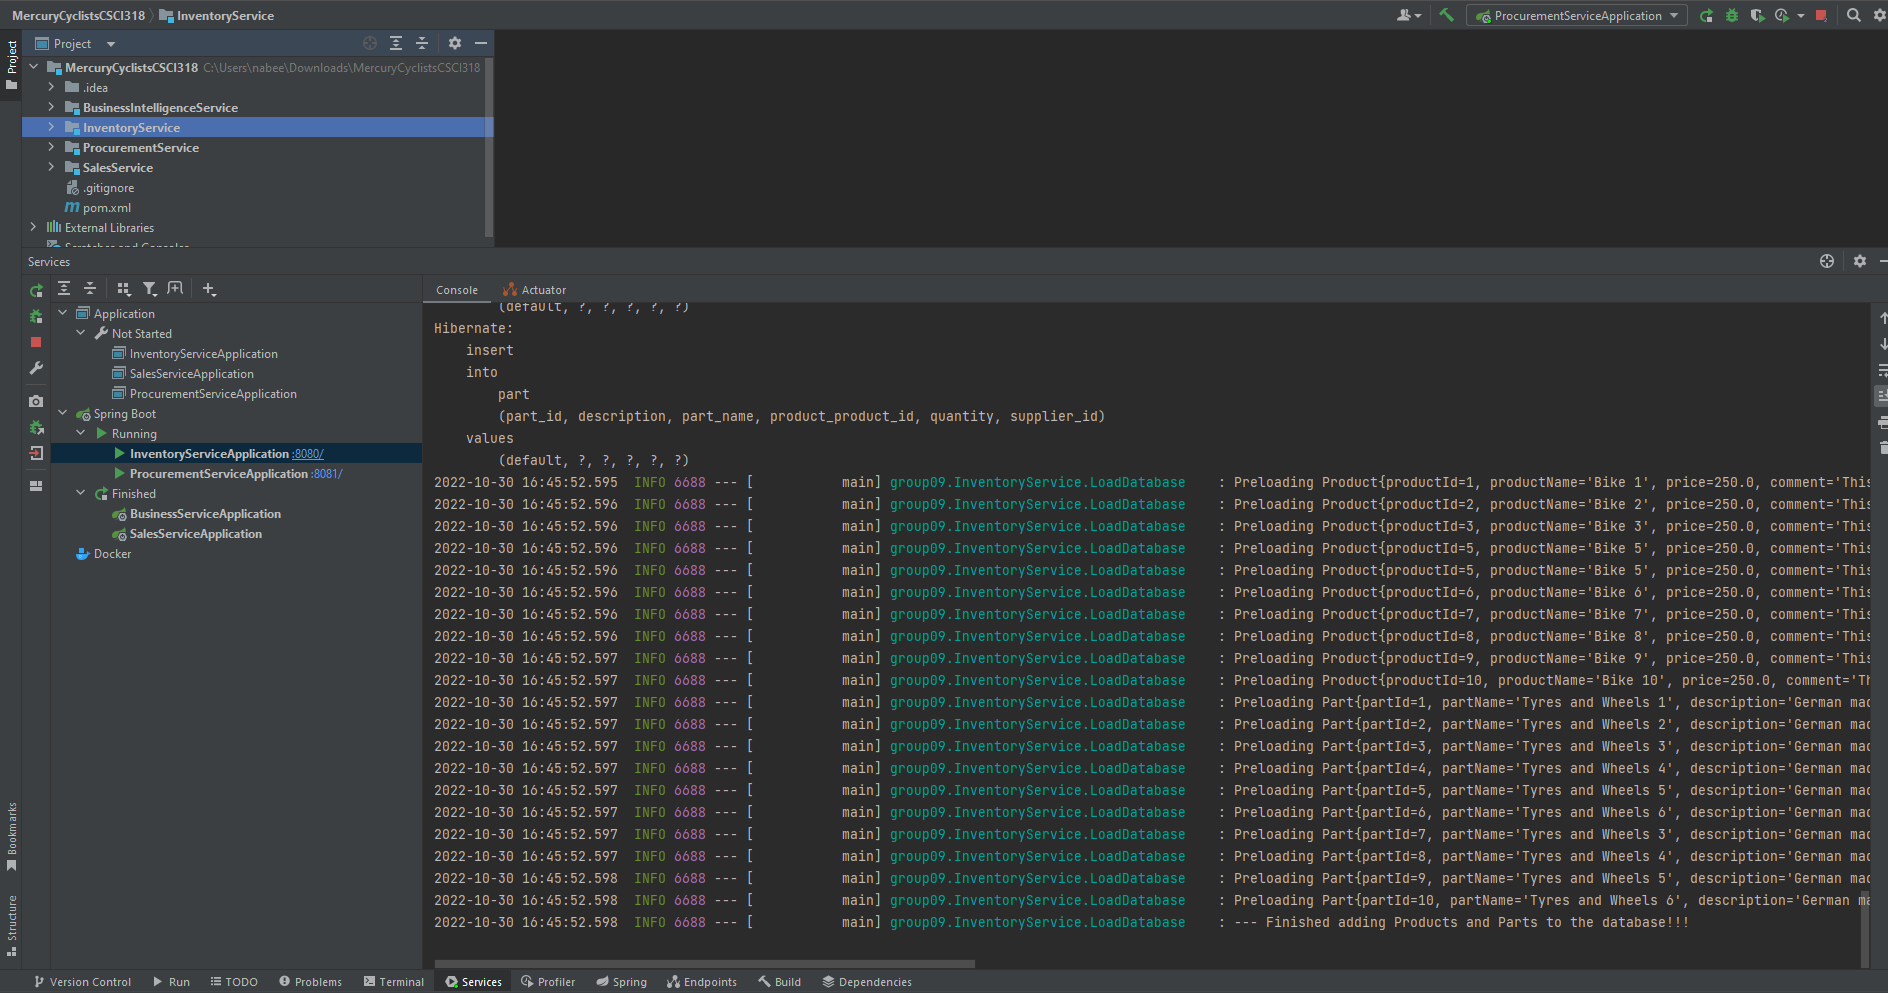 MercuryCyclistsCSCI318 InventoryService
ProcurementServiceApplication
Project
Project
MercuryCyclistsCSCI318 C:\Users\nabee\Downloads\MercuryCyclistsCSCI318
.idea
BusinessIntelligenceService
InventoryService
ProcurementService
SalesService
.gitignore
pom.xml
External Libraries
Scratches and Consoles
Services
Console Actuator
Application
Not Started
InventoryServiceApplication
SalesServiceApplication
ProcurementServiceApplication
Spring Boot
Running
InventoryServiceApplication :8080/
ProcurementServiceApplication :8081/
Finished
BusinessServiceApplication
SalesServiceApplication
Docker
(default, ?, ?, ?, ?, ?)
Hibernate:
insert
into
part
(part_id, description, part_name, product_product_id, quantity, supplier_id)
values
(default, ?, ?, ?, ?, ?)
2022-10-30 16:45:52.595 INFO 6688 --- [ main] group09.InventoryService.LoadDatabase : Preloading Product{productId=1, productName='Bike 1', price=250.0, comment='This
2022-10-30 16:45:52.596 INFO 6688 --- [ main] group09.InventoryService.LoadDatabase : Preloading Product{productId=2, productName='Bike 2', price=250.0, comment='This
2022-10-30 16:45:52.596 INFO 6688 --- [ main] group09.InventoryService.LoadDatabase : Preloading Product{productId=3, productName='Bike 3', price=250.0, comment='This
2022-10-30 16:45:52.596 INFO 6688 --- [ main] group09.InventoryService.LoadDatabase : Preloading Product{productId=5, productName='Bike 5', price=250.0, comment='This
2022-10-30 16:45:52.596 INFO 6688 --- [ main] group09.InventoryService.LoadDatabase : Preloading Product{productId=5, productName='Bike 5', price=250.0, comment='This
2022-10-30 16:45:52.596 INFO 6688 --- [ main] group09.InventoryService.LoadDatabase : Preloading Product{productId=6, productName='Bike 6', price=250.0, comment='This
2022-10-30 16:45:52.596 INFO 6688 --- [ main] group09.InventoryService.LoadDatabase : Preloading Product{productId=7, productName='Bike 7', price=250.0, comment='This
2022-10-30 16:45:52.596 INFO 6688 --- [ main] group09.InventoryService.LoadDatabase : Preloading Product{productId=8, productName='Bike 8', price=250.0, comment='This
2022-10-30 16:45:52.597 INFO 6688 --- [ main] group09.InventoryService.LoadDatabase : Preloading Product{productId=9, productName='Bike 9', price=250.0, comment='This
2022-10-30 16:45:52.597 INFO 6688 --- [ main] group09.InventoryService.LoadDatabase : Preloading Product{productId=10, productName='Bike 10', price=250.0, comment='Th
2022-10-30 16:45:52.597 INFO 6688 --- [ main] group09.InventoryService.LoadDatabase : Preloading Part{partId=1, partName='Tyres and Wheels 1', description='German mad
2022-10-30 16:45:52.597 INFO 6688 --- [ main] group09.InventoryService.LoadDatabase : Preloading Part{partId=2, partName='Tyres and Wheels 2', description='German mad
2022-10-30 16:45:52.597 INFO 6688 --- [ main] group09.InventoryService.LoadDatabase : Preloading Part{partId=3, partName='Tyres and Wheels 3', description='German mad
2022-10-30 16:45:52.597 INFO 6688 --- [ main] group09.InventoryService.LoadDatabase : Preloading Part{partId=4, partName='Tyres and Wheels 4', description='German mad
2022-10-30 16:45:52.597 INFO 6688 --- [ main] group09.InventoryService.LoadDatabase : Preloading Part{partId=5, partName='Tyres and Wheels 5', description='German mad
2022-10-30 16:45:52.597 INFO 6688 --- [ main] group09.InventoryService.LoadDatabase : Preloading Part{partId=6, partName='Tyres and Wheels 6', description='German mad
2022-10-30 16:45:52.597 INFO 6688 --- [ main] group09.InventoryService.LoadDatabase : Preloading Part{partId=7, partName='Tyres and Wheels 3', description='German mad
2022-10-30 16:45:52.597 INFO 6688 --- [ main] group09.InventoryService.LoadDatabase : Preloading Part{partId=8, partName='Tyres and Wheels 4', description='German mad
2022-10-30 16:45:52.598 INFO 6688 --- [ main] group09.InventoryService.LoadDatabase : Preloading Part{partId=9, partName='Tyres and Wheels 5', description='German mad
2022-10-30 16:45:52.598 INFO 6688 --- [ main] group09.InventoryService.LoadDatabase : Preloading Part{partId=10, partName='Tyres and Wheels 6', description='German ma
2022-10-30 16:45:52.598 INFO 6688 --- [ main] group09.InventoryService.LoadDatabase : --- Finished adding Products and Parts to the database!!!
Bookmarks
Structure
Version Control Run TODO Problems Terminal Services Profiler Spring Endpoints Build Dependencies